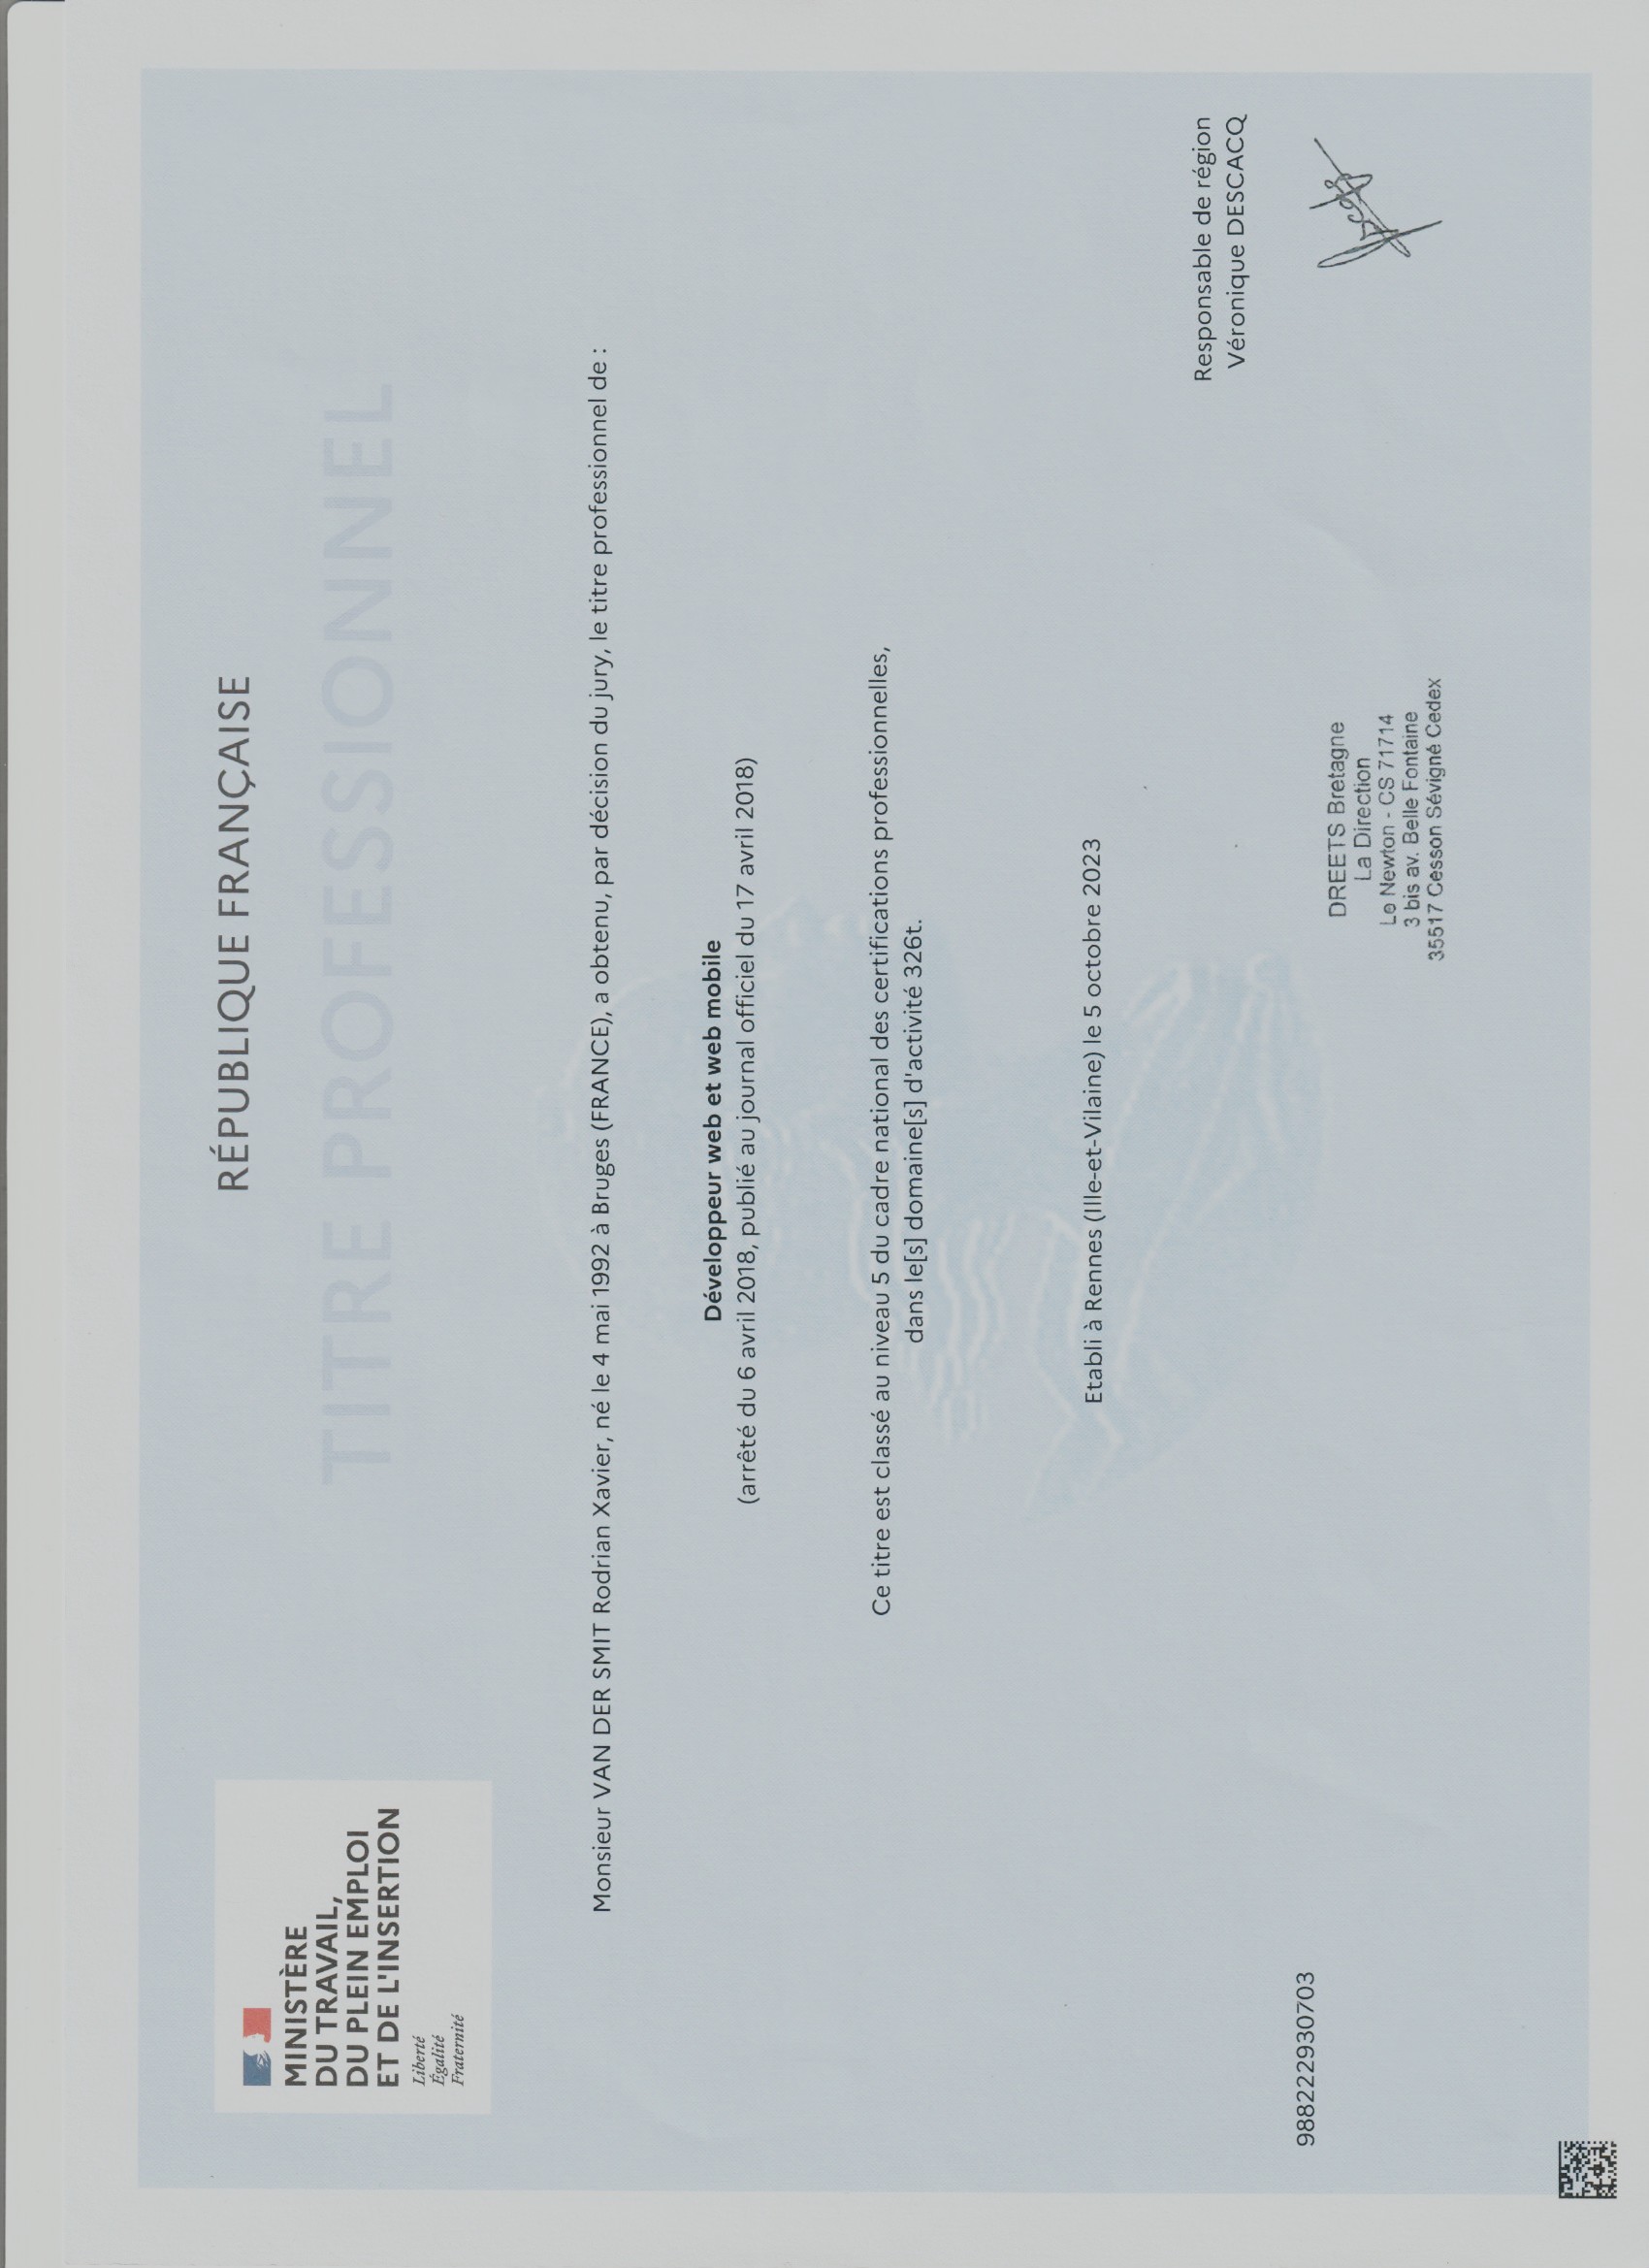 MINISTÈRE
DU TRAVAIL,
DU PLEIN EMPLOI
ET DE L'INSERTION
Liberté
Égalité
Fraternité
RÉPUBLIQUE FRANÇAISE
TITRE PROFESSIONNEL
Monsieur VAN DER SMIT Rodrian Xavier, né le 4 mai 1992 à Bruges (FRANCE), a obtenu, par décision du jury, le titre professionnel de :
Développeur web et web mobile
(arrêté du 6 avril 2018, publié au journal officiel du 17 avril 2018)
Ce titre est classé au niveau 5 du cadre national des certifications professionnelles,
dans le[s] domaine[s] d'activité 326t.
Etabli à Rennes (Ille-et-Vilaine) le 5 octobre 2023
Responsable de région
Véronique DESCACQ
988222930703
DREETS Bretagne
La Direction
Le Newton - CS 71714
3 bis av. Belle Fontaine
35517 Cesson Sévigné Cedex